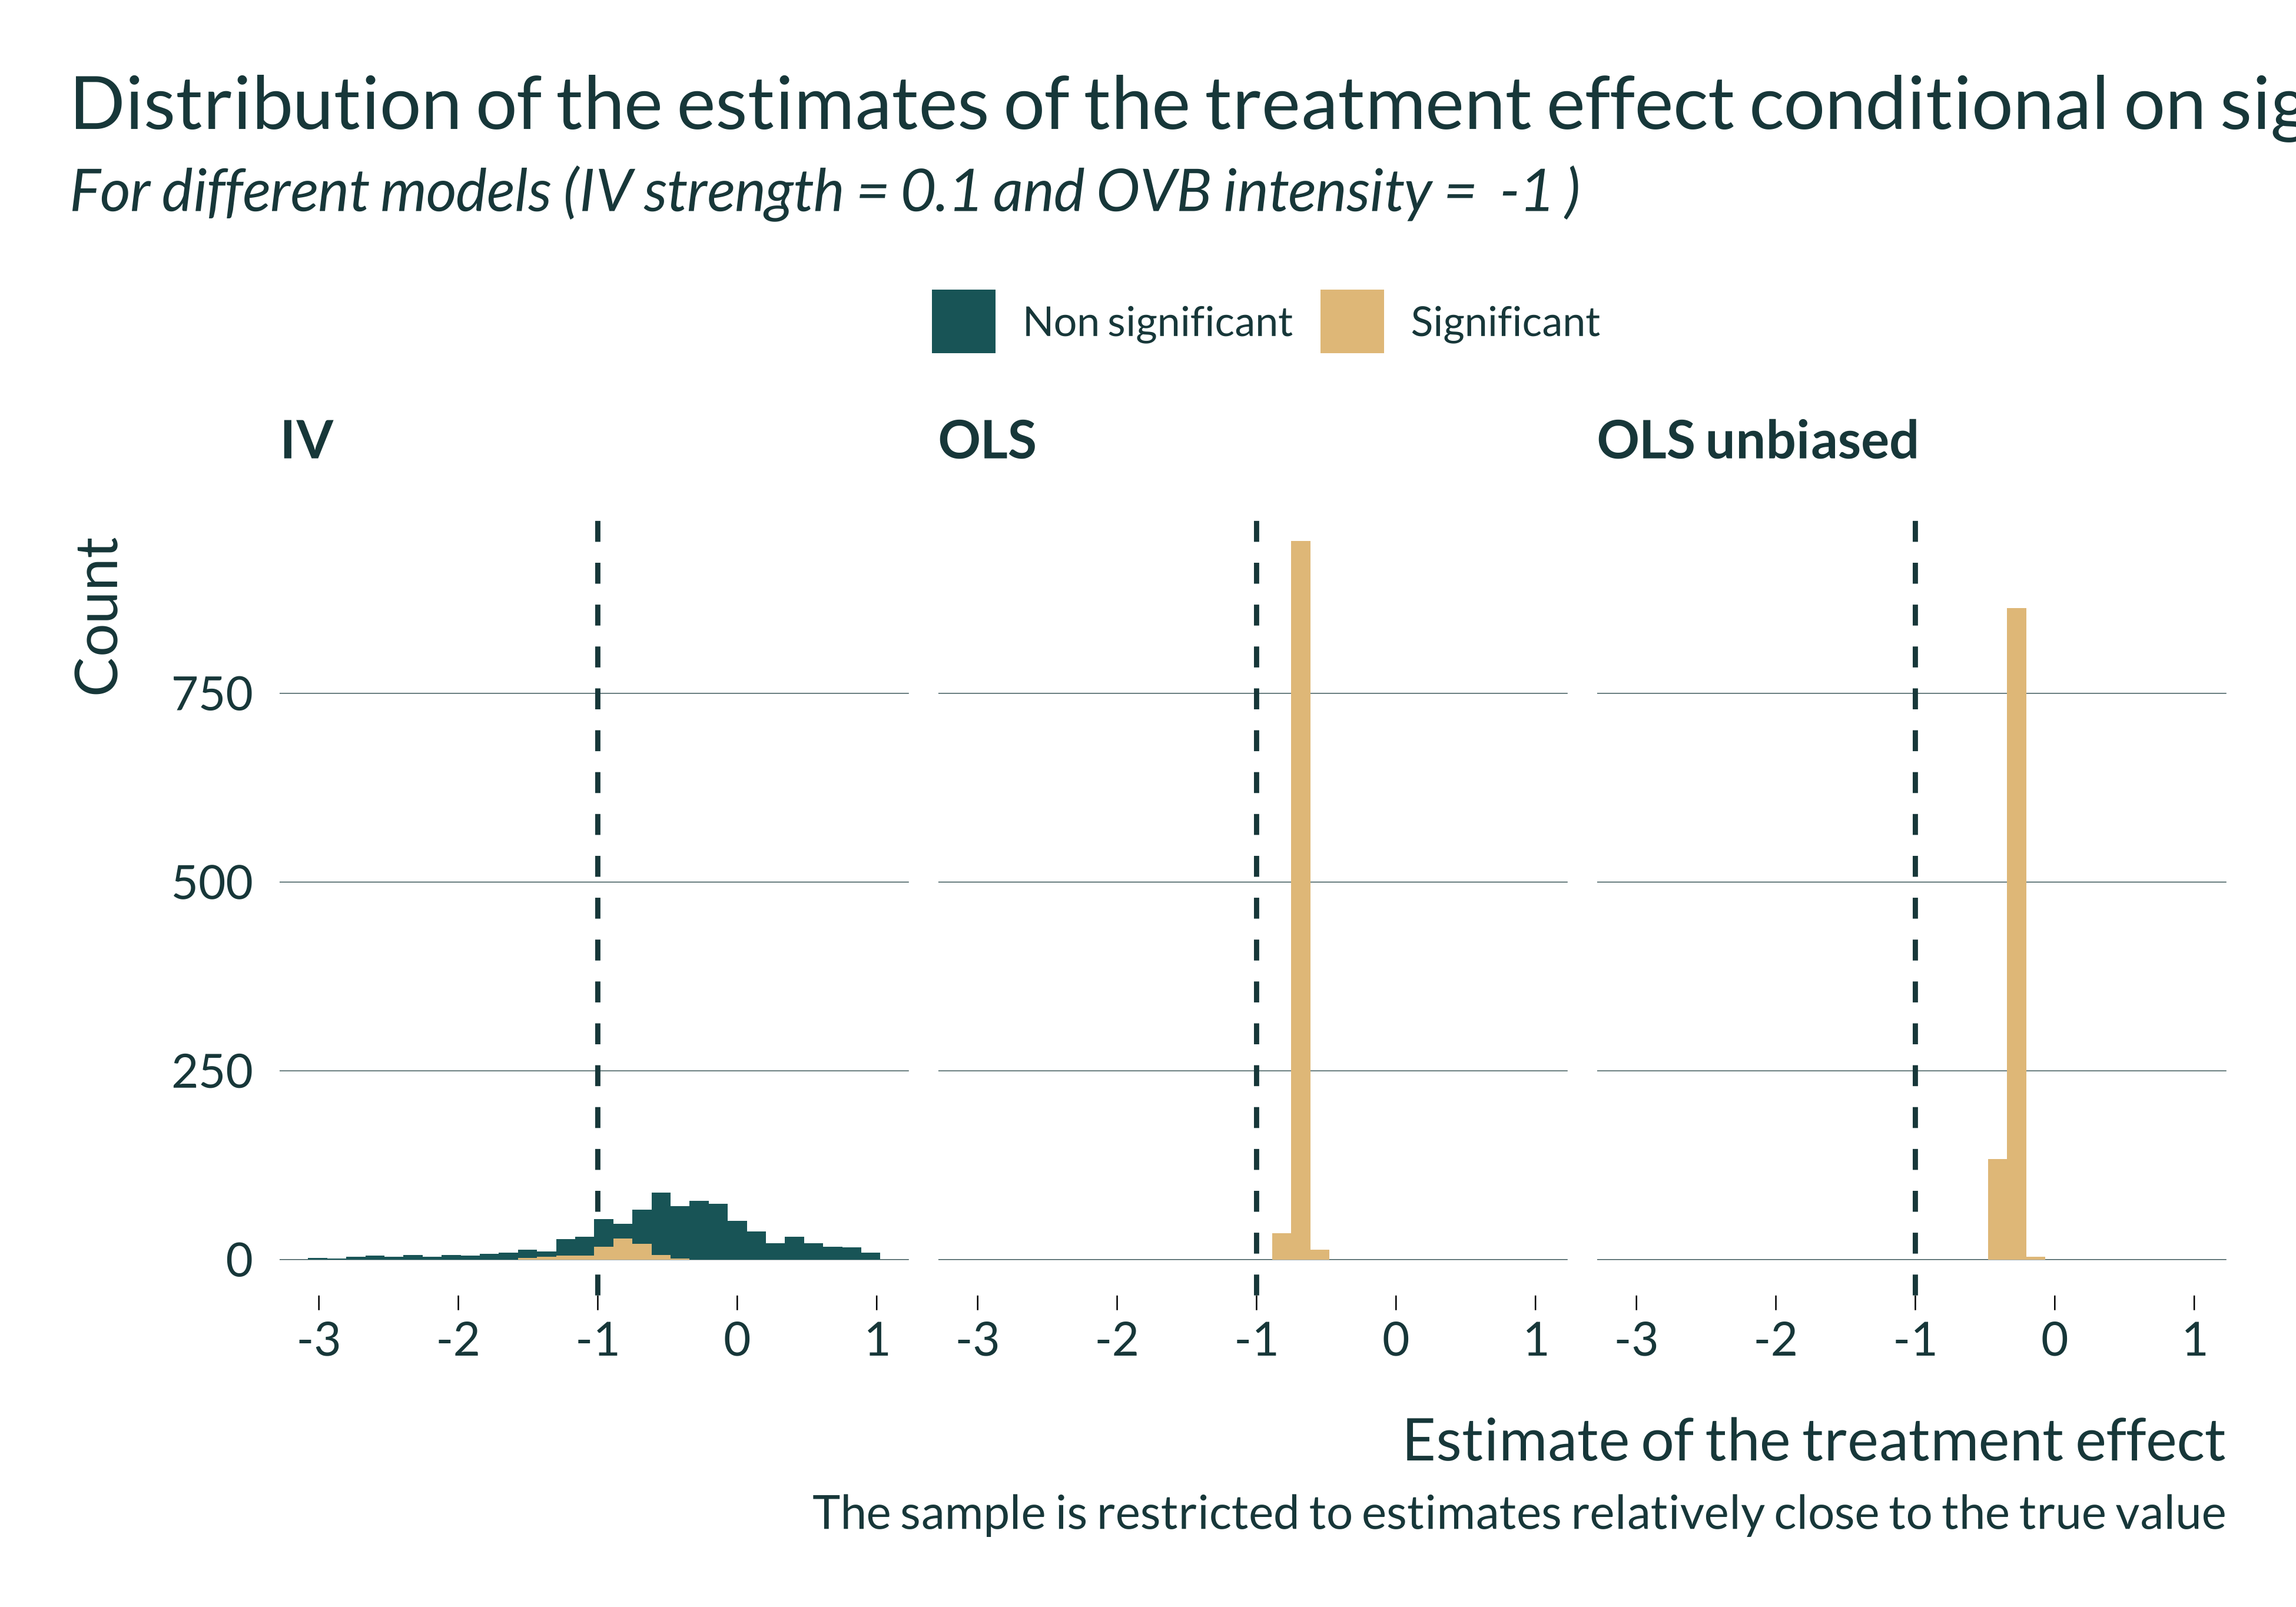 Distribution of the estimates of the treatment effect conditional on
For different models (IV strength = 0.1 and OVB intensity =  -1 )
Non significant Significant
IV OLS OLS unbiased
Count
750
500
250
0
-3 -2 -1 0 1 -3 -2 -1 0 1 -3 -2 -1 0 1
Estimate of the treatment effect
The sample is restricted to estimates relatively close to the true value